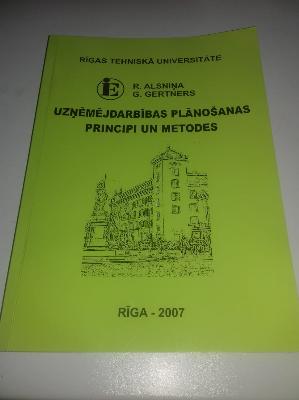 RĪGAS TEHNISKĀ UNIVERSITĀTE
R. ALSNIŅA
G. GERTNERS
UZŅĒMĒJDARBĪBAS PLĀNOŠANAS
PRINCIPI UN METODES
RĪGA - 2007